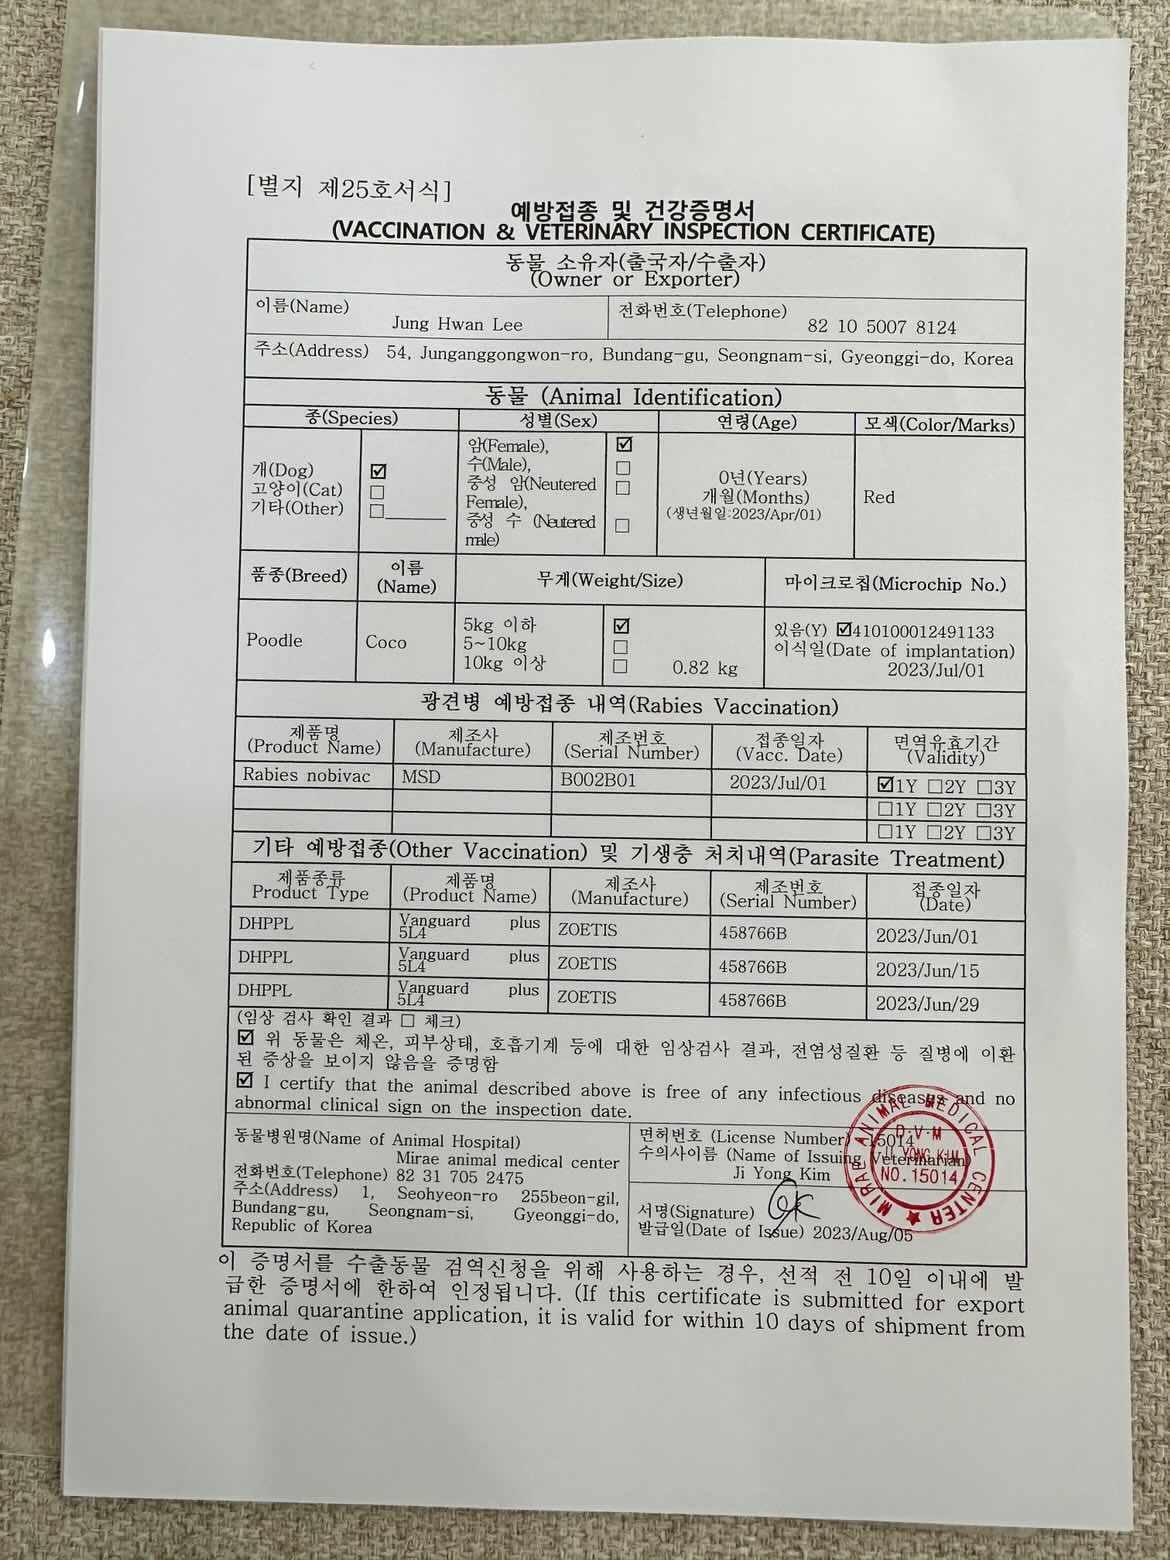 [별지 제25호서식]
예방접종 및 건강증명서
(VACCINATION & VETERINARY INSPECTION CERTIFICATE)
동물 소유자(출국자/수출자)
(Owner or Exporter)
이름(Name)
Jung Hwan Lee
전화번호(Telephone)
82 10 5007 8124
주소(Address) 54, Junganggongwon-ro, Bundang-gu, Seongnam-si, Gyeonggi-do, Korea
동물 (Animal Identification)
종(Species) 성별(Sex) 연령(Age) 모색(Color/Marks)
개(Dog) ☑
고양이(Cat) □
기타(Other) □______
암(Female), ☑
수(Male), □
중성 암(Neutered □
Female),
중성 수 (Neutered □
male)
0년(Years)
개월(Months)
(생년월일:2023/Apr/01)
Red
품종(Breed) 이름 무게(Weight/Size) 마이크로칩(Microchip No.)
(Name)
Poodle
Coco
5kg 이하 ☑
5~10kg □
10kg 이상 □ 0.82 kg
있음(Y) ☑410100012491133
이식일(Date of implantation)
2023/Jul/01
광견병 예방접종 내역(Rabies Vaccination)
제품명 제조사 제조번호 접종일자 면역유효기간
(Product Name) (Manufacture) (Serial Number) (Vacc. Date) (Validity)
Rabies nobivac MSD B002B01 2023/Jul/01 ☑1Y □2Y □3Y
□1Y □2Y □3Y
□1Y □2Y □3Y
기타 예방접종(Other Vaccination) 및 기생충 처치내역(Parasite Treatment)
제품종류 제품명 제조사 제조번호 접종일자
Product Type (Product Name) (Manufacture) (Serial Number) (Date)
DHPPL Vanguard plus 5L4 ZOETIS 458766B 2023/Jun/01
DHPPL Vanguard plus 5L4 ZOETIS 458766B 2023/Jun/15
DHPPL Vanguard plus 5L4 ZOETIS 458766B 2023/Jun/29
(임상 검사 확인 결과 □ 체크)
☑ 위 동물은 체온, 피부상태, 호흡기계 등에 대한 임상검사 결과, 전염성질환 등 질병에 이환
된 증상을 보이지 않음을 증명함
☑ I certify that the animal described above is free of any infectious diseases and no
abnormal clinical sign on the inspection date.
동물병원명(Name of Animal Hospital)
Mirae animal medical center
전화번호(Telephone) 82 31 705 2475
주소(Address) 1, Seohyeon-ro 255beon-gil,
Bundang-gu, Seongnam-si, Gyeonggi-do,
Republic of Korea
면허번호 (License Number) 15014
수의사이름 (Name of Issuing Veterinarian)
Ji Yong Kim
서명(Signature)
발급일(Date of Issue) 2023/Aug/05
MIRAE ANIMAL MEDICAL CENTER ★
D·V·M
JI YONG KIM
NO.15014
이 증명서를 수출동물 검역신청을 위해 사용하는 경우, 선적 전 10일 이내에 발
급한 증명서에 한하여 인정됩니다. (If this certificate is submitted for export
animal quarantine application, it is valid for within 10 days of shipment from
the date of issue.)